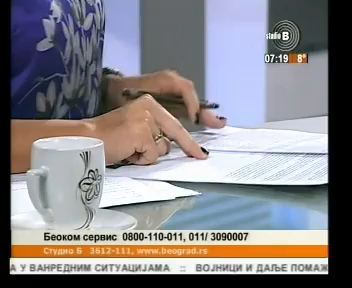 studio B
07:19 8°
Беоком сервис 0800-110-011, 011/ 3090007
Студио Б 3612-111, www.beograd.rs
А У ВАНРЕДНИМ СИТУАЦИЈАМА :: ВОЈНИЦИ И ДАЉЕ ПОМАЖ